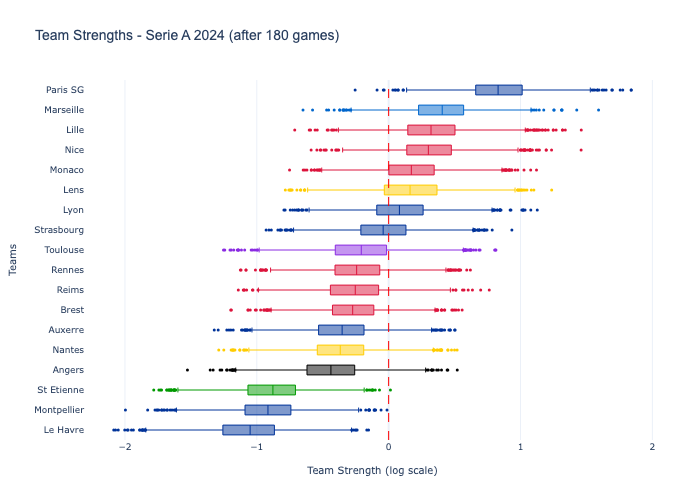 Team Strengths - Serie A 2024 (after 180 games)
Paris SG
Marseille
Lille
Nice
Monaco
Lens
Lyon
Strasbourg
Toulouse
Rennes
Reims
Brest
Auxerre
Nantes
Angers
St Etienne
Montpellier
Le Havre
Teams
−2 −1 0 1 2
Team Strength (log scale)